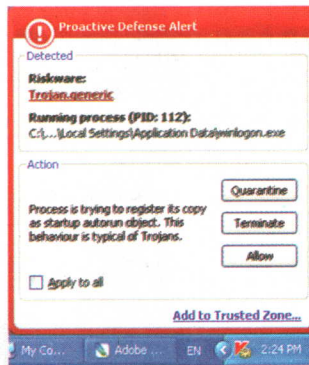 Proactive Defense Alert
Detected
Riskware:
Trojan.generic
Running process (PID: 112):
C:\...\Local Settings\Application Data\winlogon.exe
Action
Process is trying to register its copy
as startup autorun object. This
behaviour is typical of Trojans.
Quarantine
Terminate
Allow
Apply to all
Add to Trusted Zone...
My Co... Adobe ... EN 2:24 PM